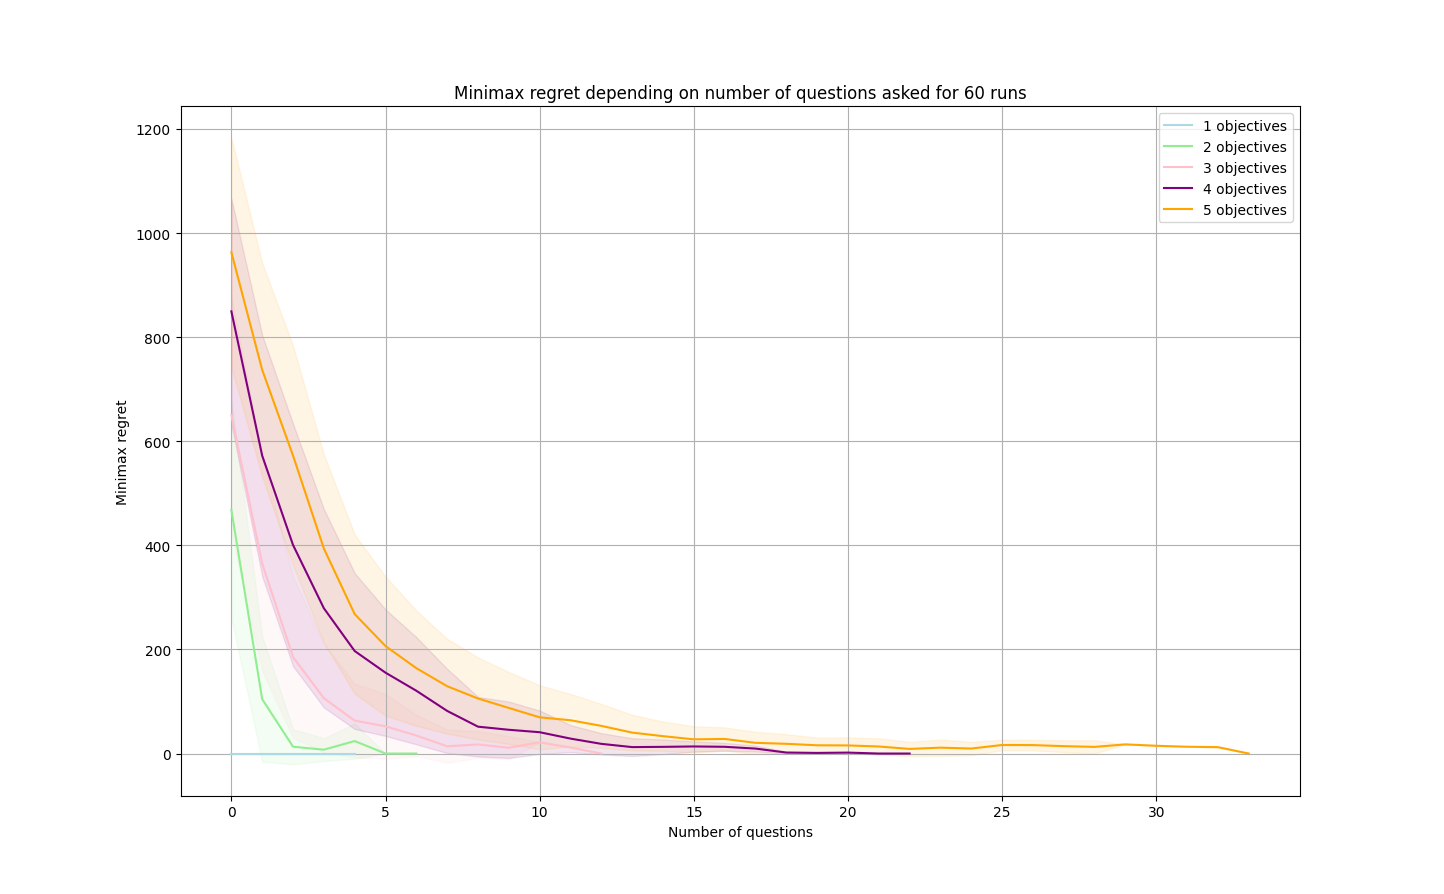 Minimax regret depending on number of questions asked for 60 runs
1200
1000
800
600
400
200
0
Minimax regret
1 objectives
2 objectives
3 objectives
4 objectives
5 objectives
0 5 10 15 20 25 30
Number of questions